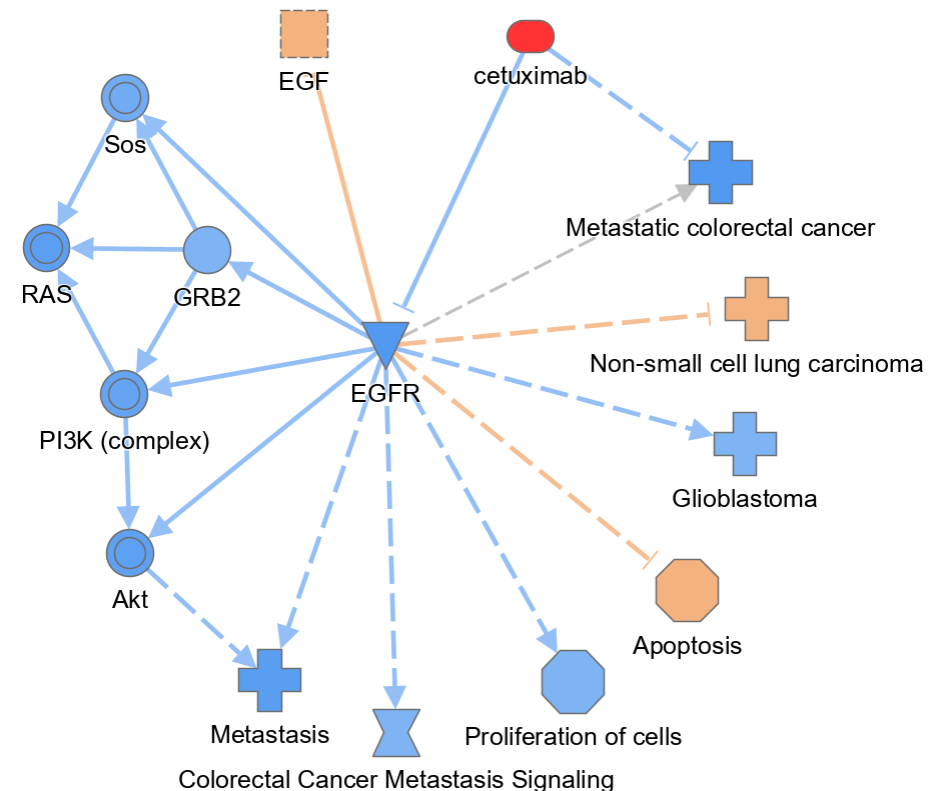 EGF
cetuximab
Sos
Metastatic colorectal cancer
RAS
GRB2
Non-small cell lung carcinoma
EGFR
PI3K (complex)
Glioblastoma
Akt
Apoptosis
Metastasis
Proliferation of cells
Colorectal Cancer Metastasis Signaling